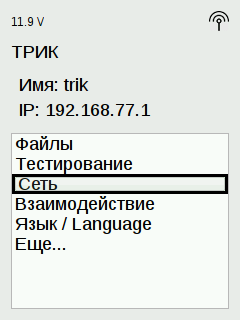 11.9 V
ТРИК
Имя: trik
IP: 192.168.77.1
Файлы
Тестирование
Сеть
Взаимодействие
Язык / Language
Еще...